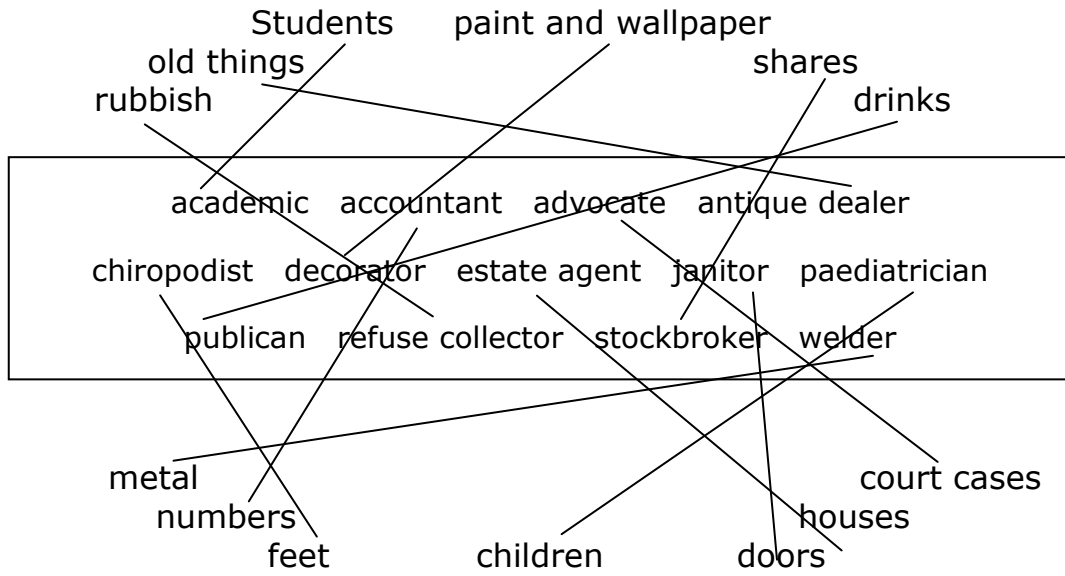 Students paint and wallpaper
old things shares
rubbish drinks
academic accountant advocate antique dealer
chiropodist decorator estate agent janitor paediatrician
publican refuse collector stockbroker welder
metal court cases
numbers houses
feet children doors